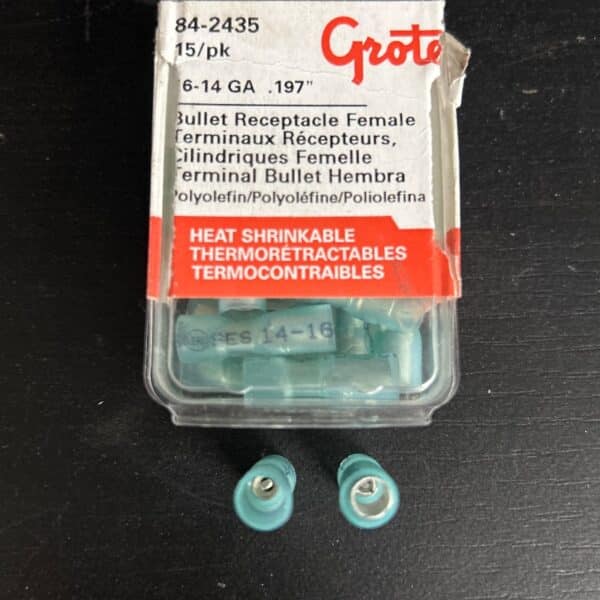 84-2435
Grote
15/pk
6-14 GA .197"
Bullet Receptacle Female
Terminaux Récepteurs,
Cilindriques Femelle
Terminal Bullet Hembra
Polyolefin/Polyoléfine/Poliolefina
HEAT SHRINKABLE
THERMORÉTRACTABLES
TERMOCONTRAIBLES
14-16